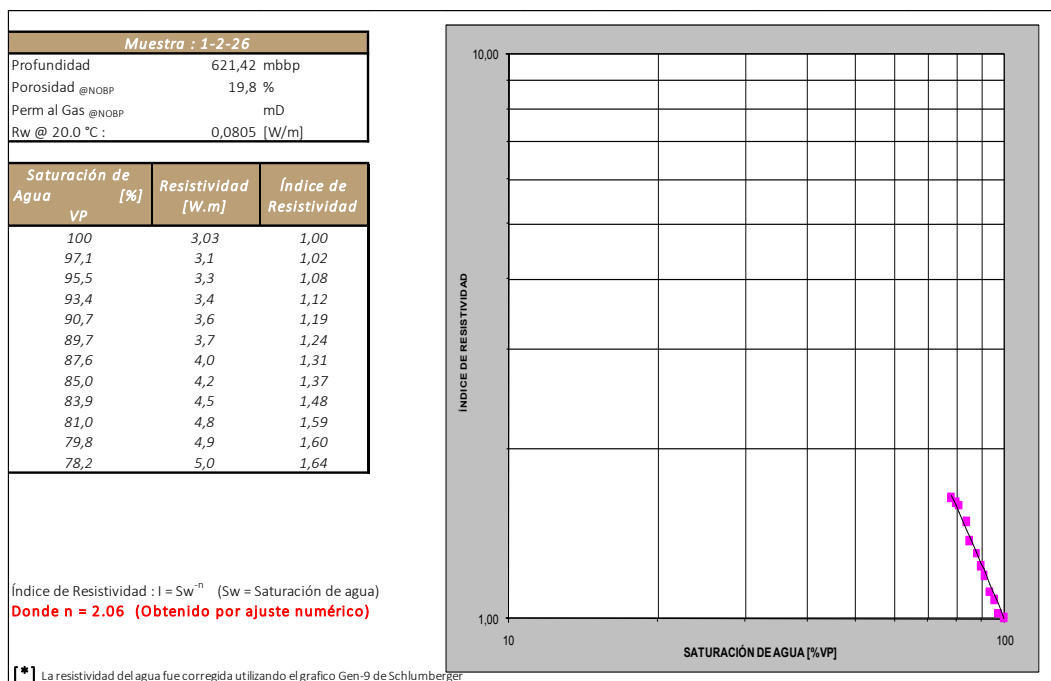 Muestra : 1-2-26
Profundidad 621,42 mbbp
Porosidad @NOBP 19,8 %
Perm al Gas @NOBP mD
Rw @ 20.0 °C : 0,0805 [W/m]
Saturación de Agua [%] VP Resistividad [W.m] Índice de Resistividad
100 3,03 1,00
97,1 3,1 1,02
95,5 3,3 1,08
93,4 3,4 1,12
90,7 3,6 1,19
89,7 3,7 1,24
87,6 4,0 1,31
85,0 4,2 1,37
83,9 4,5 1,48
81,0 4,8 1,59
79,8 4,9 1,60
78,2 5,0 1,64
Índice de Resistividad : I = Sw-n (Sw = Saturación de agua)
Donde n = 2.06 (Obtenido por ajuste numérico)
[*] La resistividad del agua fue corregida utilizando el grafico Gen-9 de Schlumberger
10,00
ÍNDICE DE RESISTIVIDAD
1,00
10 100
SATURACIÓN DE AGUA [%VP]